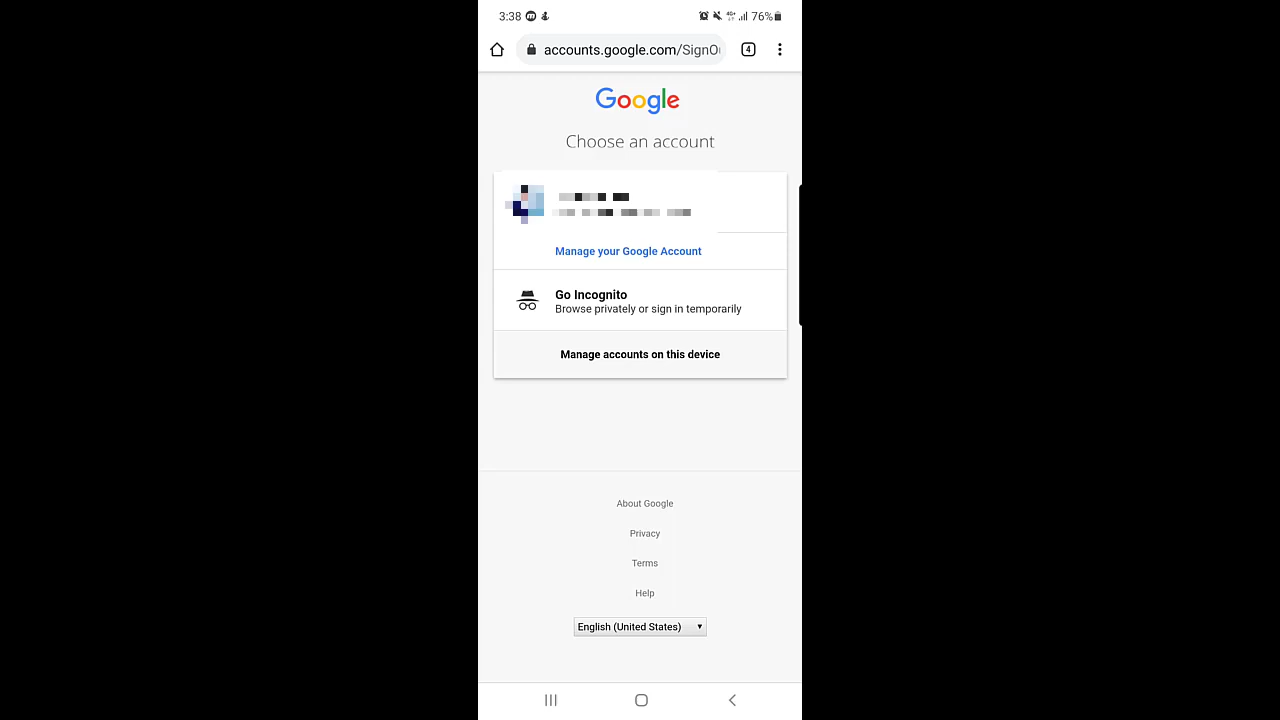 3:38 76%
accounts.google.com/SignO 4
Google
Choose an account
Manage your Google Account
Go Incognito
Browse privately or sign in temporarily
Manage accounts on this device
About Google
Privacy
Terms
Help
English (United States)